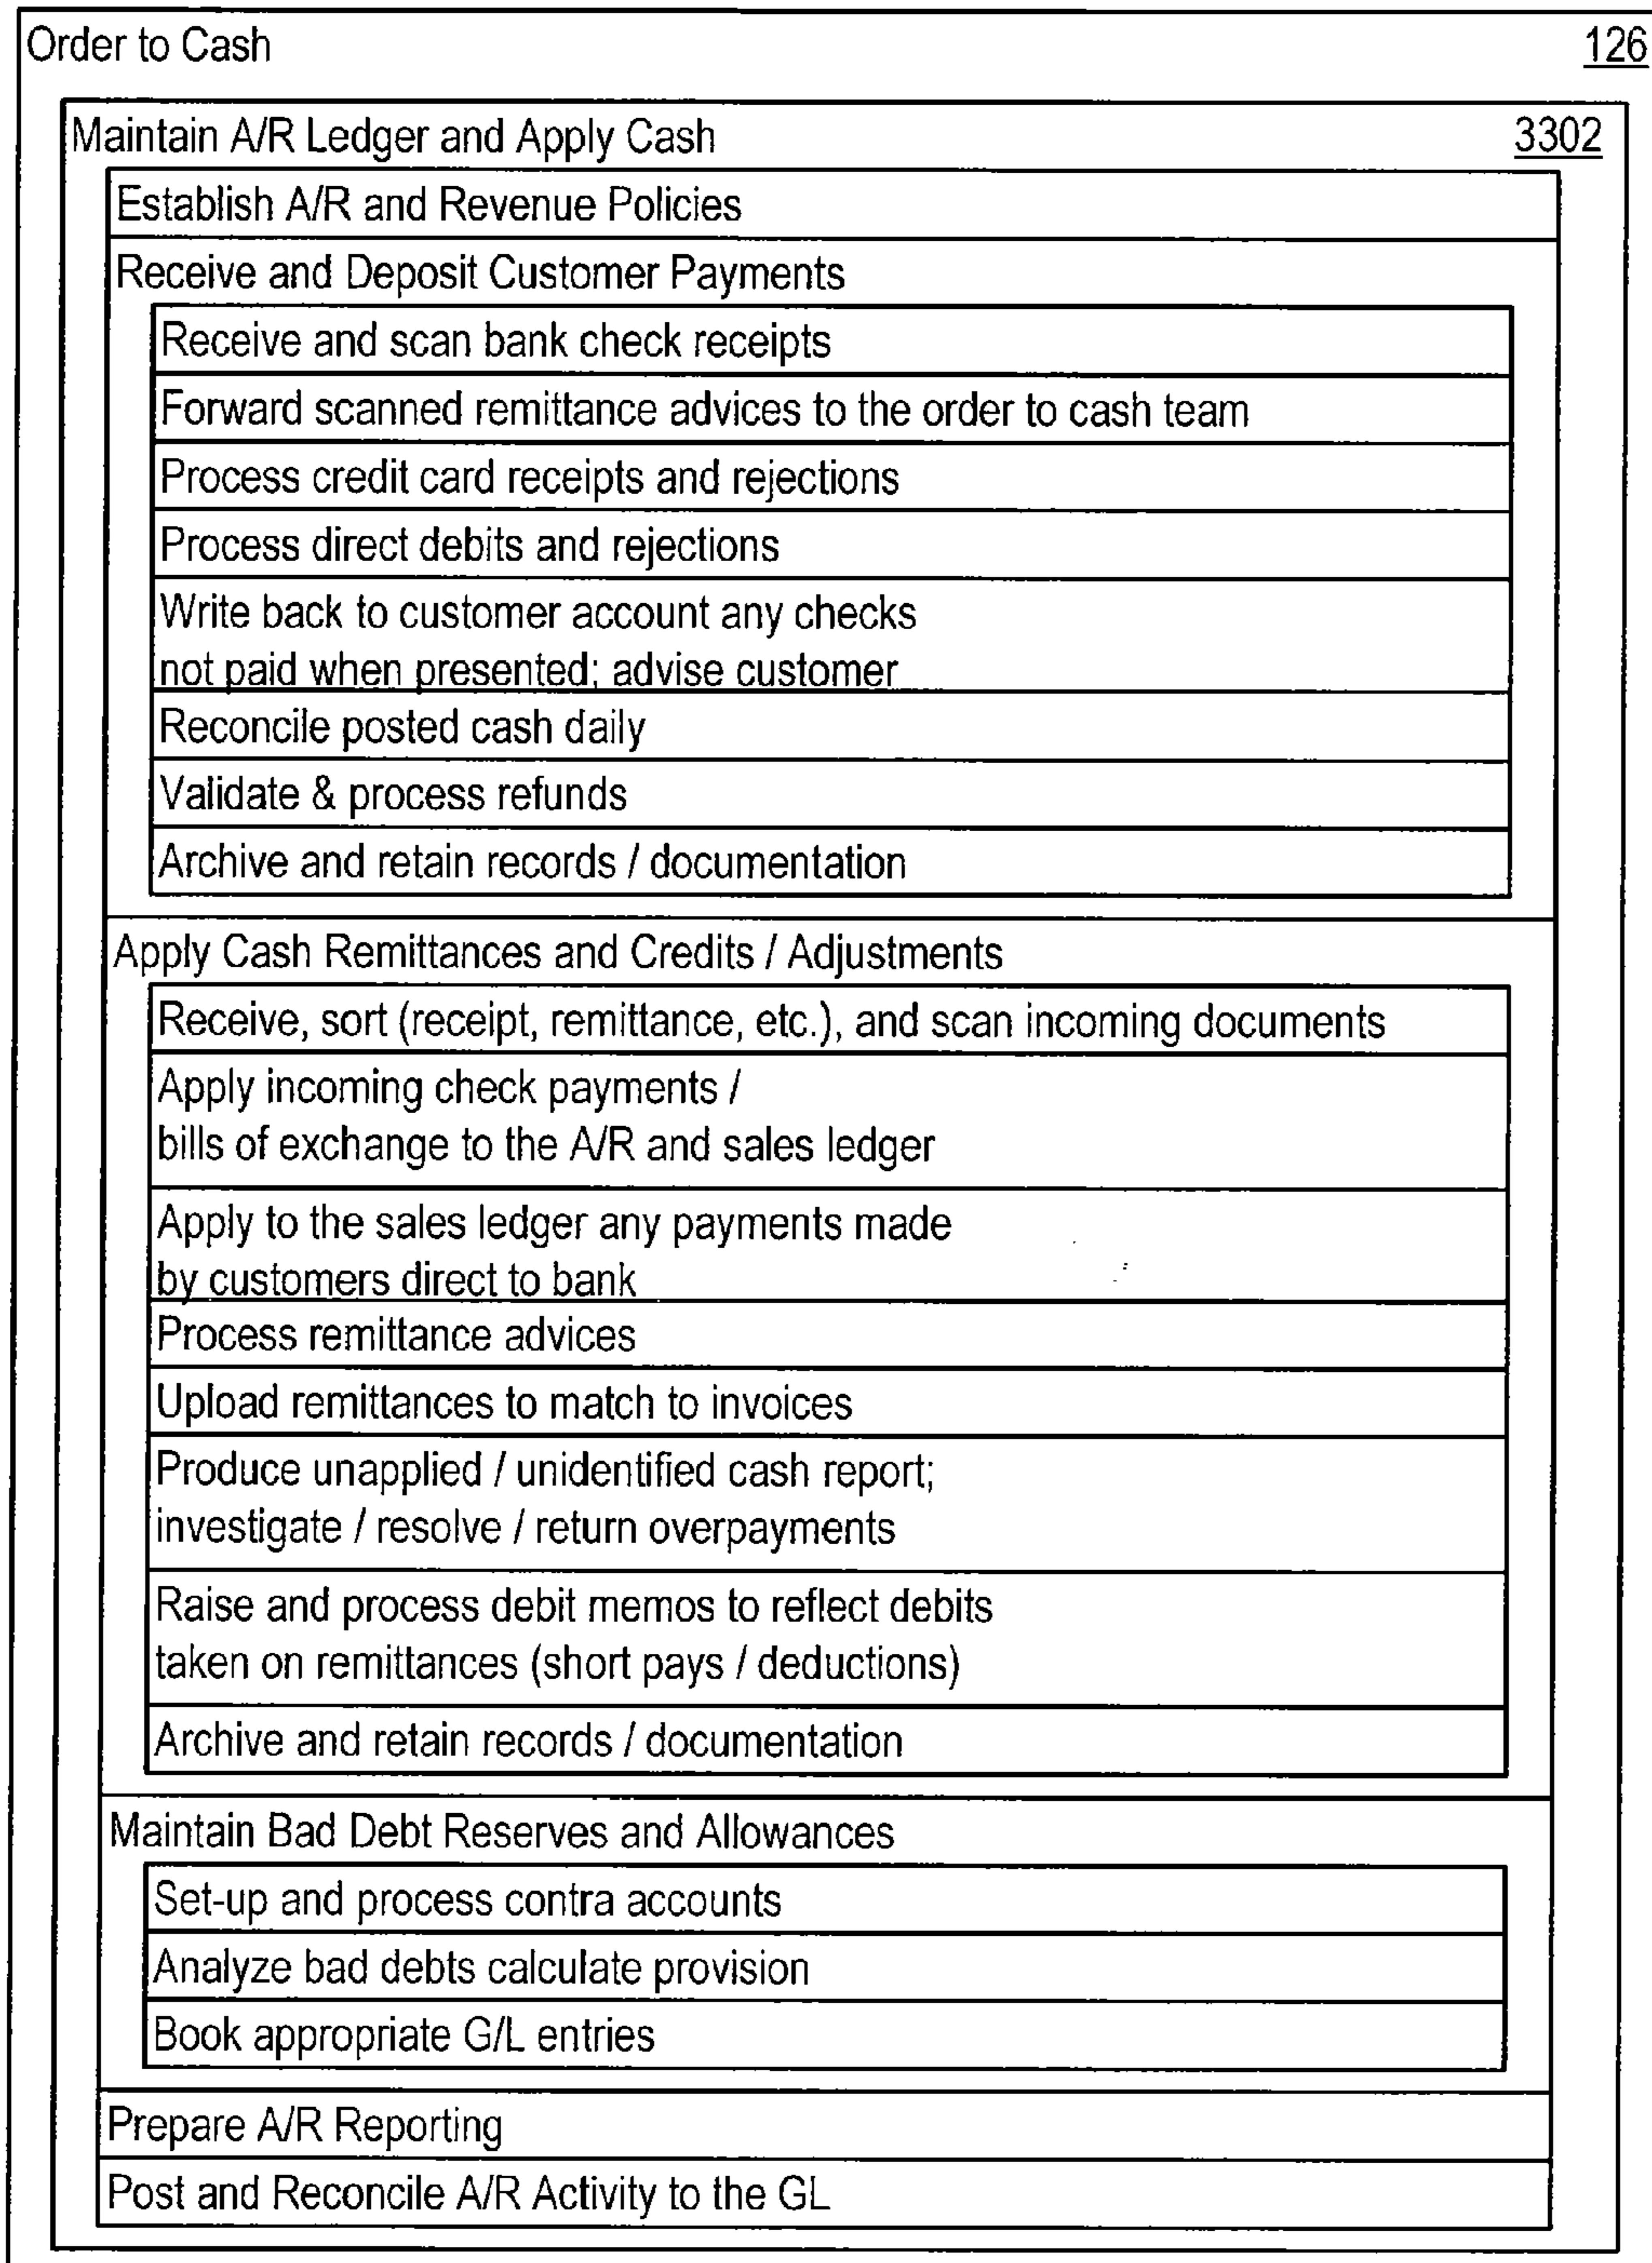 Order to Cash 126
Maintain A/R Ledger and Apply Cash 3302
Establish A/R and Revenue Policies
Receive and Deposit Customer Payments
Receive and scan bank check receipts
Forward scanned remittance advices to the order to cash team
Process credit card receipts and rejections
Process direct debits and rejections
Write back to customer account any checks
not paid when presented; advise customer
Reconcile posted cash daily
Validate & process refunds
Archive and retain records / documentation
Apply Cash Remittances and Credits / Adjustments
Receive, sort (receipt, remittance, etc.), and scan incoming documents
Apply incoming check payments /
bills of exchange to the A/R and sales ledger
Apply to the sales ledger any payments made
by customers direct to bank
Process remittance advices
Upload remittances to match to invoices
Produce unapplied / unidentified cash report;
investigate / resolve / return overpayments
Raise and process debit memos to reflect debits
taken on remittances (short pays / deductions)
Archive and retain records / documentation
Maintain Bad Debt Reserves and Allowances
Set-up and process contra accounts
Analyze bad debts calculate provision
Book appropriate G/L entries
Prepare A/R Reporting
Post and Reconcile A/R Activity to the GL